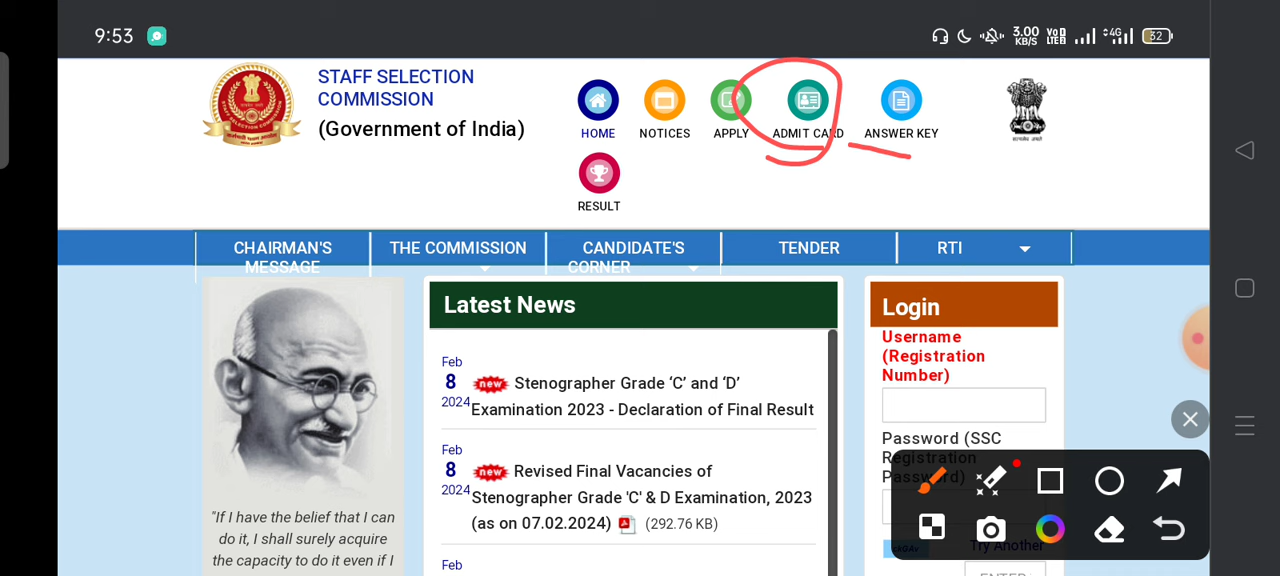 9:53
3.00 KB/S VoD LTE2 4G 32
STAFF SELECTION
COMMISSION
(Government of India)
HOME
NOTICES
APPLY
ADMIT CARD
ANSWER KEY
RESULT
CHAIRMAN'S
MESSAGE
THE COMMISSION
CANDIDATE'S
CORNER
TENDER
RTI
"If I have the belief that I can
do it, I shall surely acquire
the capacity to do it even if I
Latest News
Feb
8
2024
new Stenographer Grade ‘C’ and ‘D’
Examination 2023 - Declaration of Final Result
Feb
8
2024
new Revised Final Vacancies of
Stenographer Grade 'C' & D Examination, 2023
(as on 07.02.2024) (292.76 KB)
Feb
Login
Username
(Registration
Number)
Password (SSC
Registration
Password)
Try Another